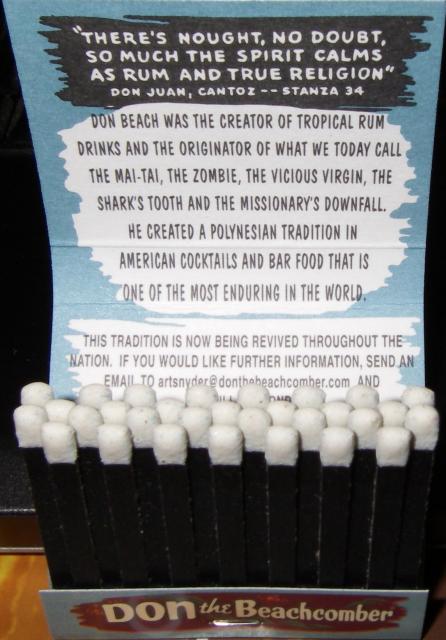 "THERE'S NOUGHT, NO DOUBT,
SO MUCH THE SPIRIT CALMS
AS RUM AND TRUE RELIGION"
DON JUAN, CANTO2 -- STANZA 34
DON BEACH WAS THE CREATOR OF TROPICAL RUM
DRINKS AND THE ORIGINATOR OF WHAT WE TODAY CALL
THE MAI-TAI, THE ZOMBIE, THE VICIOUS VIRGIN, THE
SHARK'S TOOTH AND THE MISSIONARY'S DOWNFALL.
HE CREATED A POLYNESIAN TRADITION IN
AMERICAN COCKTAILS AND BAR FOOD THAT IS
ONE OF THE MOST ENDURING IN THE WORLD.
THIS TRADITION IS NOW BEING REVIVED THROUGHOUT THE
NATION. IF YOU WOULD LIKE FURTHER INFORMATION, SEND AN
EMAIL TO artsnyder@donthebeachcomber.com AND
DON the Beachcomber